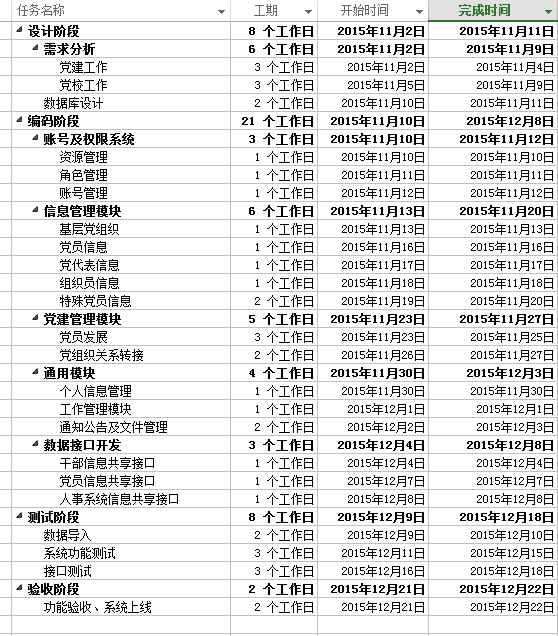 任务名称 工期 开始时间 完成时间
设计阶段 8 个工作日 2015年11月2日 2015年11月11日
需求分析 6 个工作日 2015年11月2日 2015年11月9日
党建工作 3 个工作日 2015年11月2日 2015年11月4日
党校工作 3 个工作日 2015年11月5日 2015年11月9日
数据库设计 2 个工作日 2015年11月10日 2015年11月11日
编码阶段 21 个工作日 2015年11月10日 2015年12月8日
账号及权限系统 3 个工作日 2015年11月10日 2015年11月12日
资源管理 1 个工作日 2015年11月10日 2015年11月10日
角色管理 1 个工作日 2015年11月11日 2015年11月11日
账号管理 1 个工作日 2015年11月12日 2015年11月12日
信息管理模块 6 个工作日 2015年11月13日 2015年11月20日
基层党组织 1 个工作日 2015年11月13日 2015年11月13日
党员信息 1 个工作日 2015年11月16日 2015年11月16日
党代表信息 1 个工作日 2015年11月17日 2015年11月17日
组织员信息 1 个工作日 2015年11月18日 2015年11月18日
特殊党员信息 2 个工作日 2015年11月19日 2015年11月20日
党建管理模块 5 个工作日 2015年11月23日 2015年11月27日
党员发展 3 个工作日 2015年11月23日 2015年11月25日
党组织关系转接 2 个工作日 2015年11月26日 2015年11月27日
通用模块 4 个工作日 2015年11月30日 2015年12月3日
个人信息管理 1 个工作日 2015年11月30日 2015年11月30日
工作管理模块 1 个工作日 2015年12月1日 2015年12月1日
通知公告及文件管理 2 个工作日 2015年12月2日 2015年12月3日
数据接口开发 3 个工作日 2015年12月4日 2015年12月8日
干部信息共享接口 1 个工作日 2015年12月4日 2015年12月4日
党员信息共享接口 1 个工作日 2015年12月7日 2015年12月7日
人事系统信息共享接口 1 个工作日 2015年12月8日 2015年12月8日
测试阶段 8 个工作日 2015年12月9日 2015年12月18日
数据导入 2 个工作日 2015年12月9日 2015年12月10日
系统功能测试 3 个工作日 2015年12月11日 2015年12月15日
接口测试 3 个工作日 2015年12月16日 2015年12月18日
验收阶段 2 个工作日 2015年12月21日 2015年12月22日
功能验收、系统上线 2 个工作日 2015年12月21日 2015年12月22日